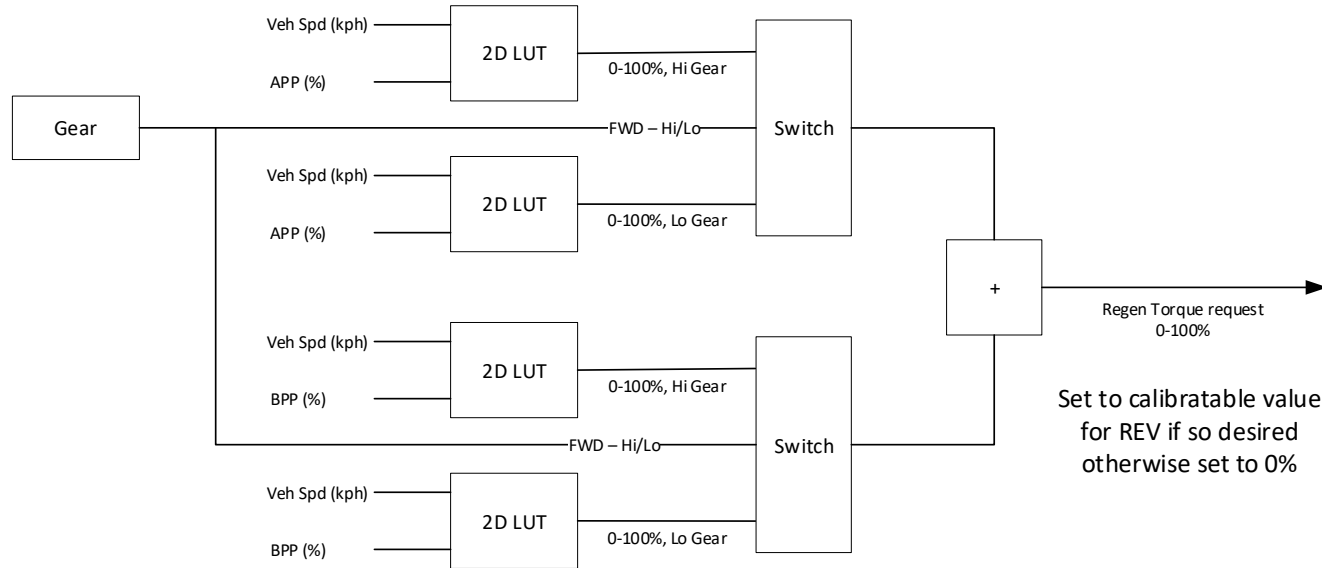 Veh Spd (kph)
APP (%)
2D LUT
0-100%, Hi Gear
Gear
FWD – Hi/Lo
Switch
Veh Spd (kph)
APP (%)
2D LUT
0-100%, Lo Gear
+
Regen Torque request
0-100%
Veh Spd (kph)
BPP (%)
2D LUT
0-100%, Hi Gear
FWD – Hi/Lo
Switch
Veh Spd (kph)
BPP (%)
2D LUT
0-100%, Lo Gear
Set to calibratable value
for REV if so desired
otherwise set to 0%